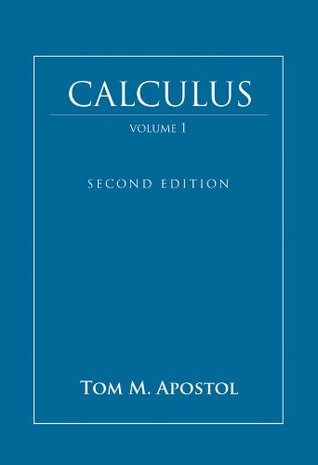 CALCULUS
VOLUME 1
SECOND EDITION
TOM M. APOSTOL